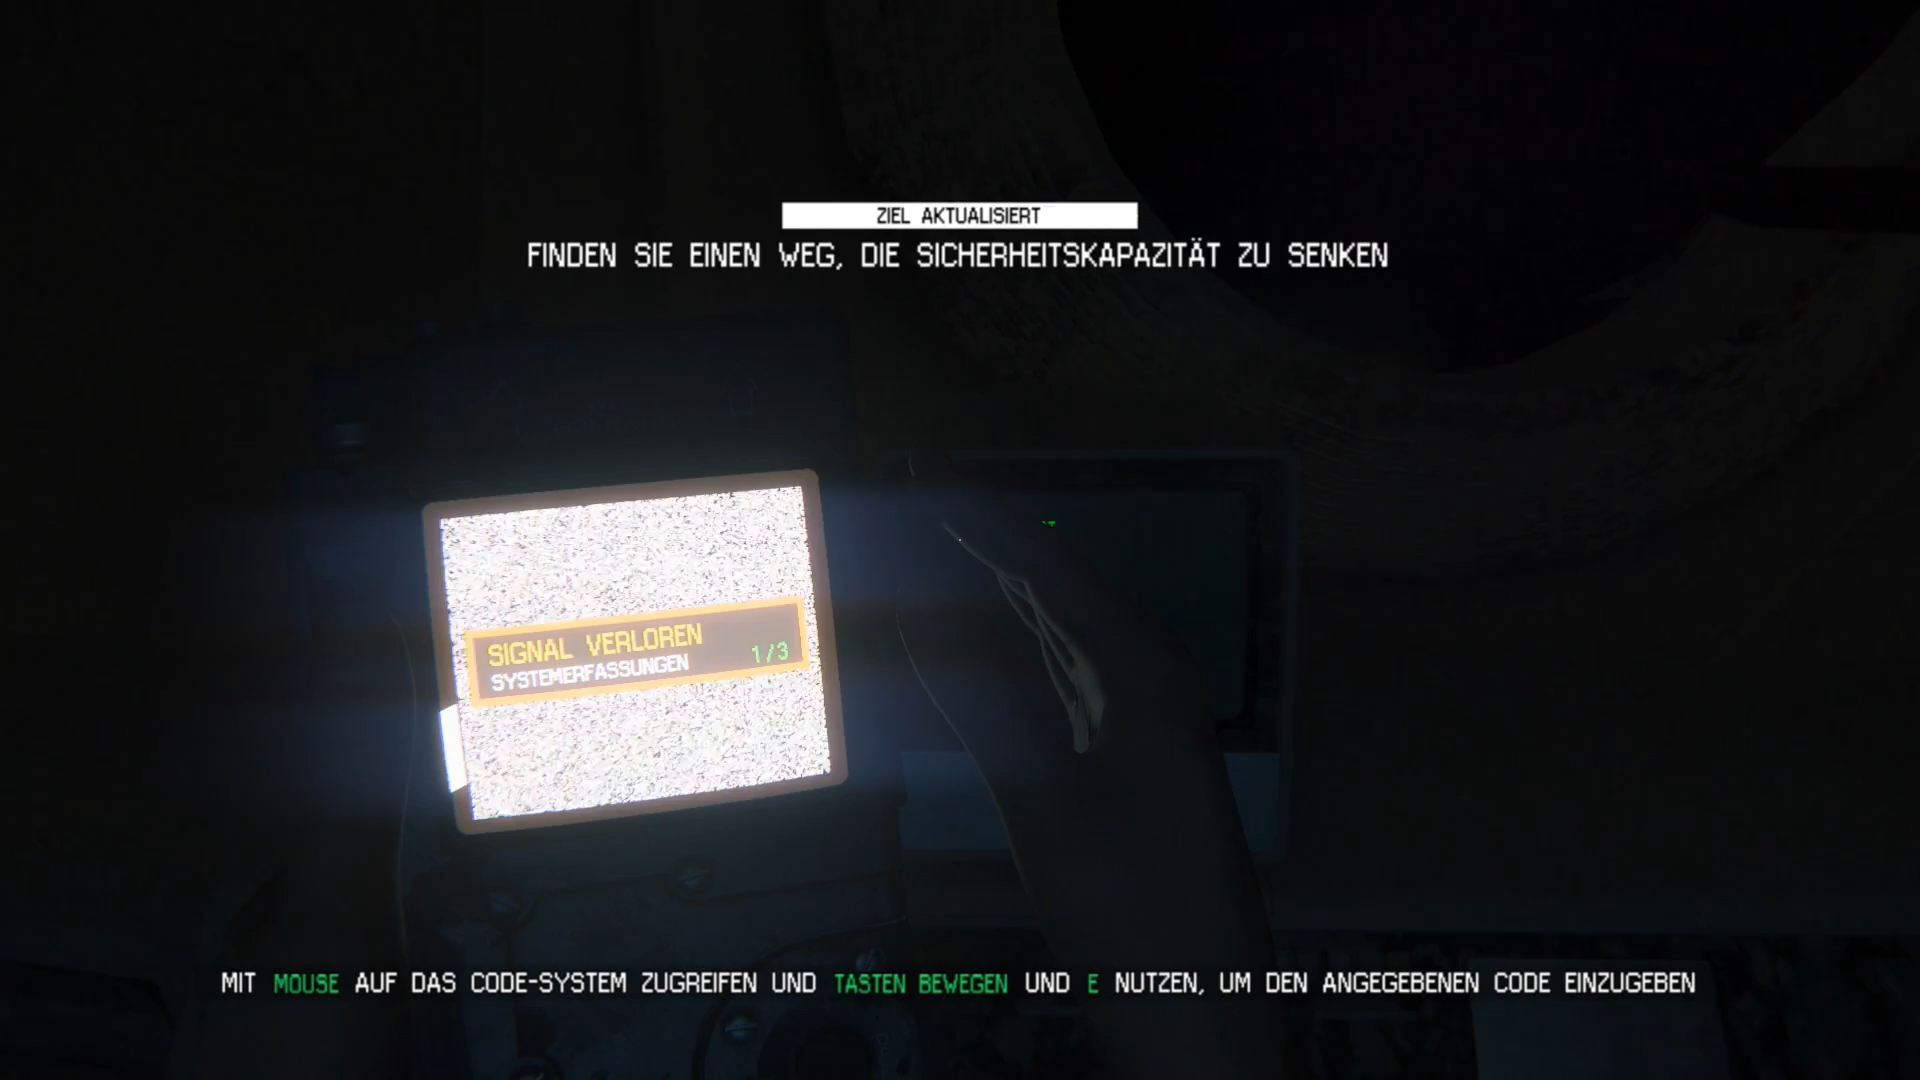 ZIEL AKTUALISIERT
FINDEN SIE EINEN WEG, DIE SICHERHEITSKAPAZITÄT ZU SENKEN
SIGNAL VERLOREN
SYSTEMERFASSUNGEN 1/3
MIT MOUSE AUF DAS CODE-SYSTEM ZUGREIFEN UND TASTEN BEWEGEN UND E NUTZEN, UM DEN ANGEGEBENEN CODE EINZUGEBEN